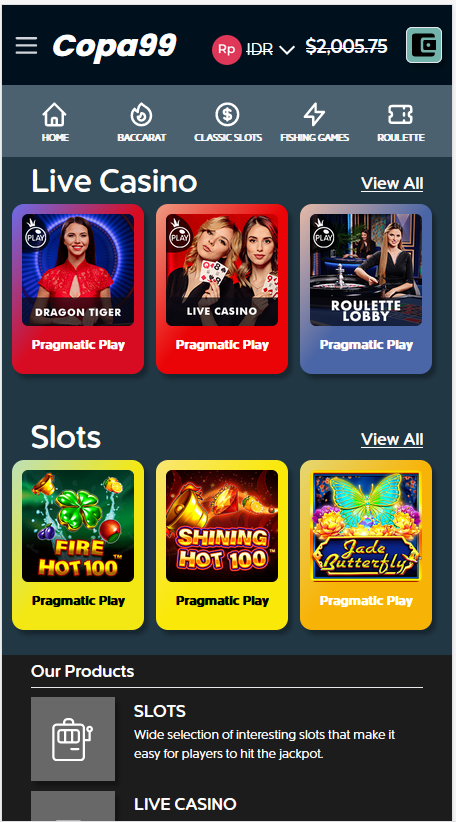 Copa99
Rp IDR $2,005.75
HOME BACCARAT CLASSIC SLOTS FISHING GAMES ROULETTE
Live Casino View All
PLAY
DRAGON TIGER
Pragmatic Play
PLAY
LIVE CASINO
Pragmatic Play
PLAY
ROULETTE
LOBBY
Pragmatic Play
Slots View All
FIRE
HOT 100™
Pragmatic Play
SHINING
HOT 100™
Pragmatic Play
Jade
Butterfly™
Pragmatic Play
Our Products
SLOTS
Wide selection of interesting slots that make it
easy for players to hit the jackpot.
LIVE CASINO